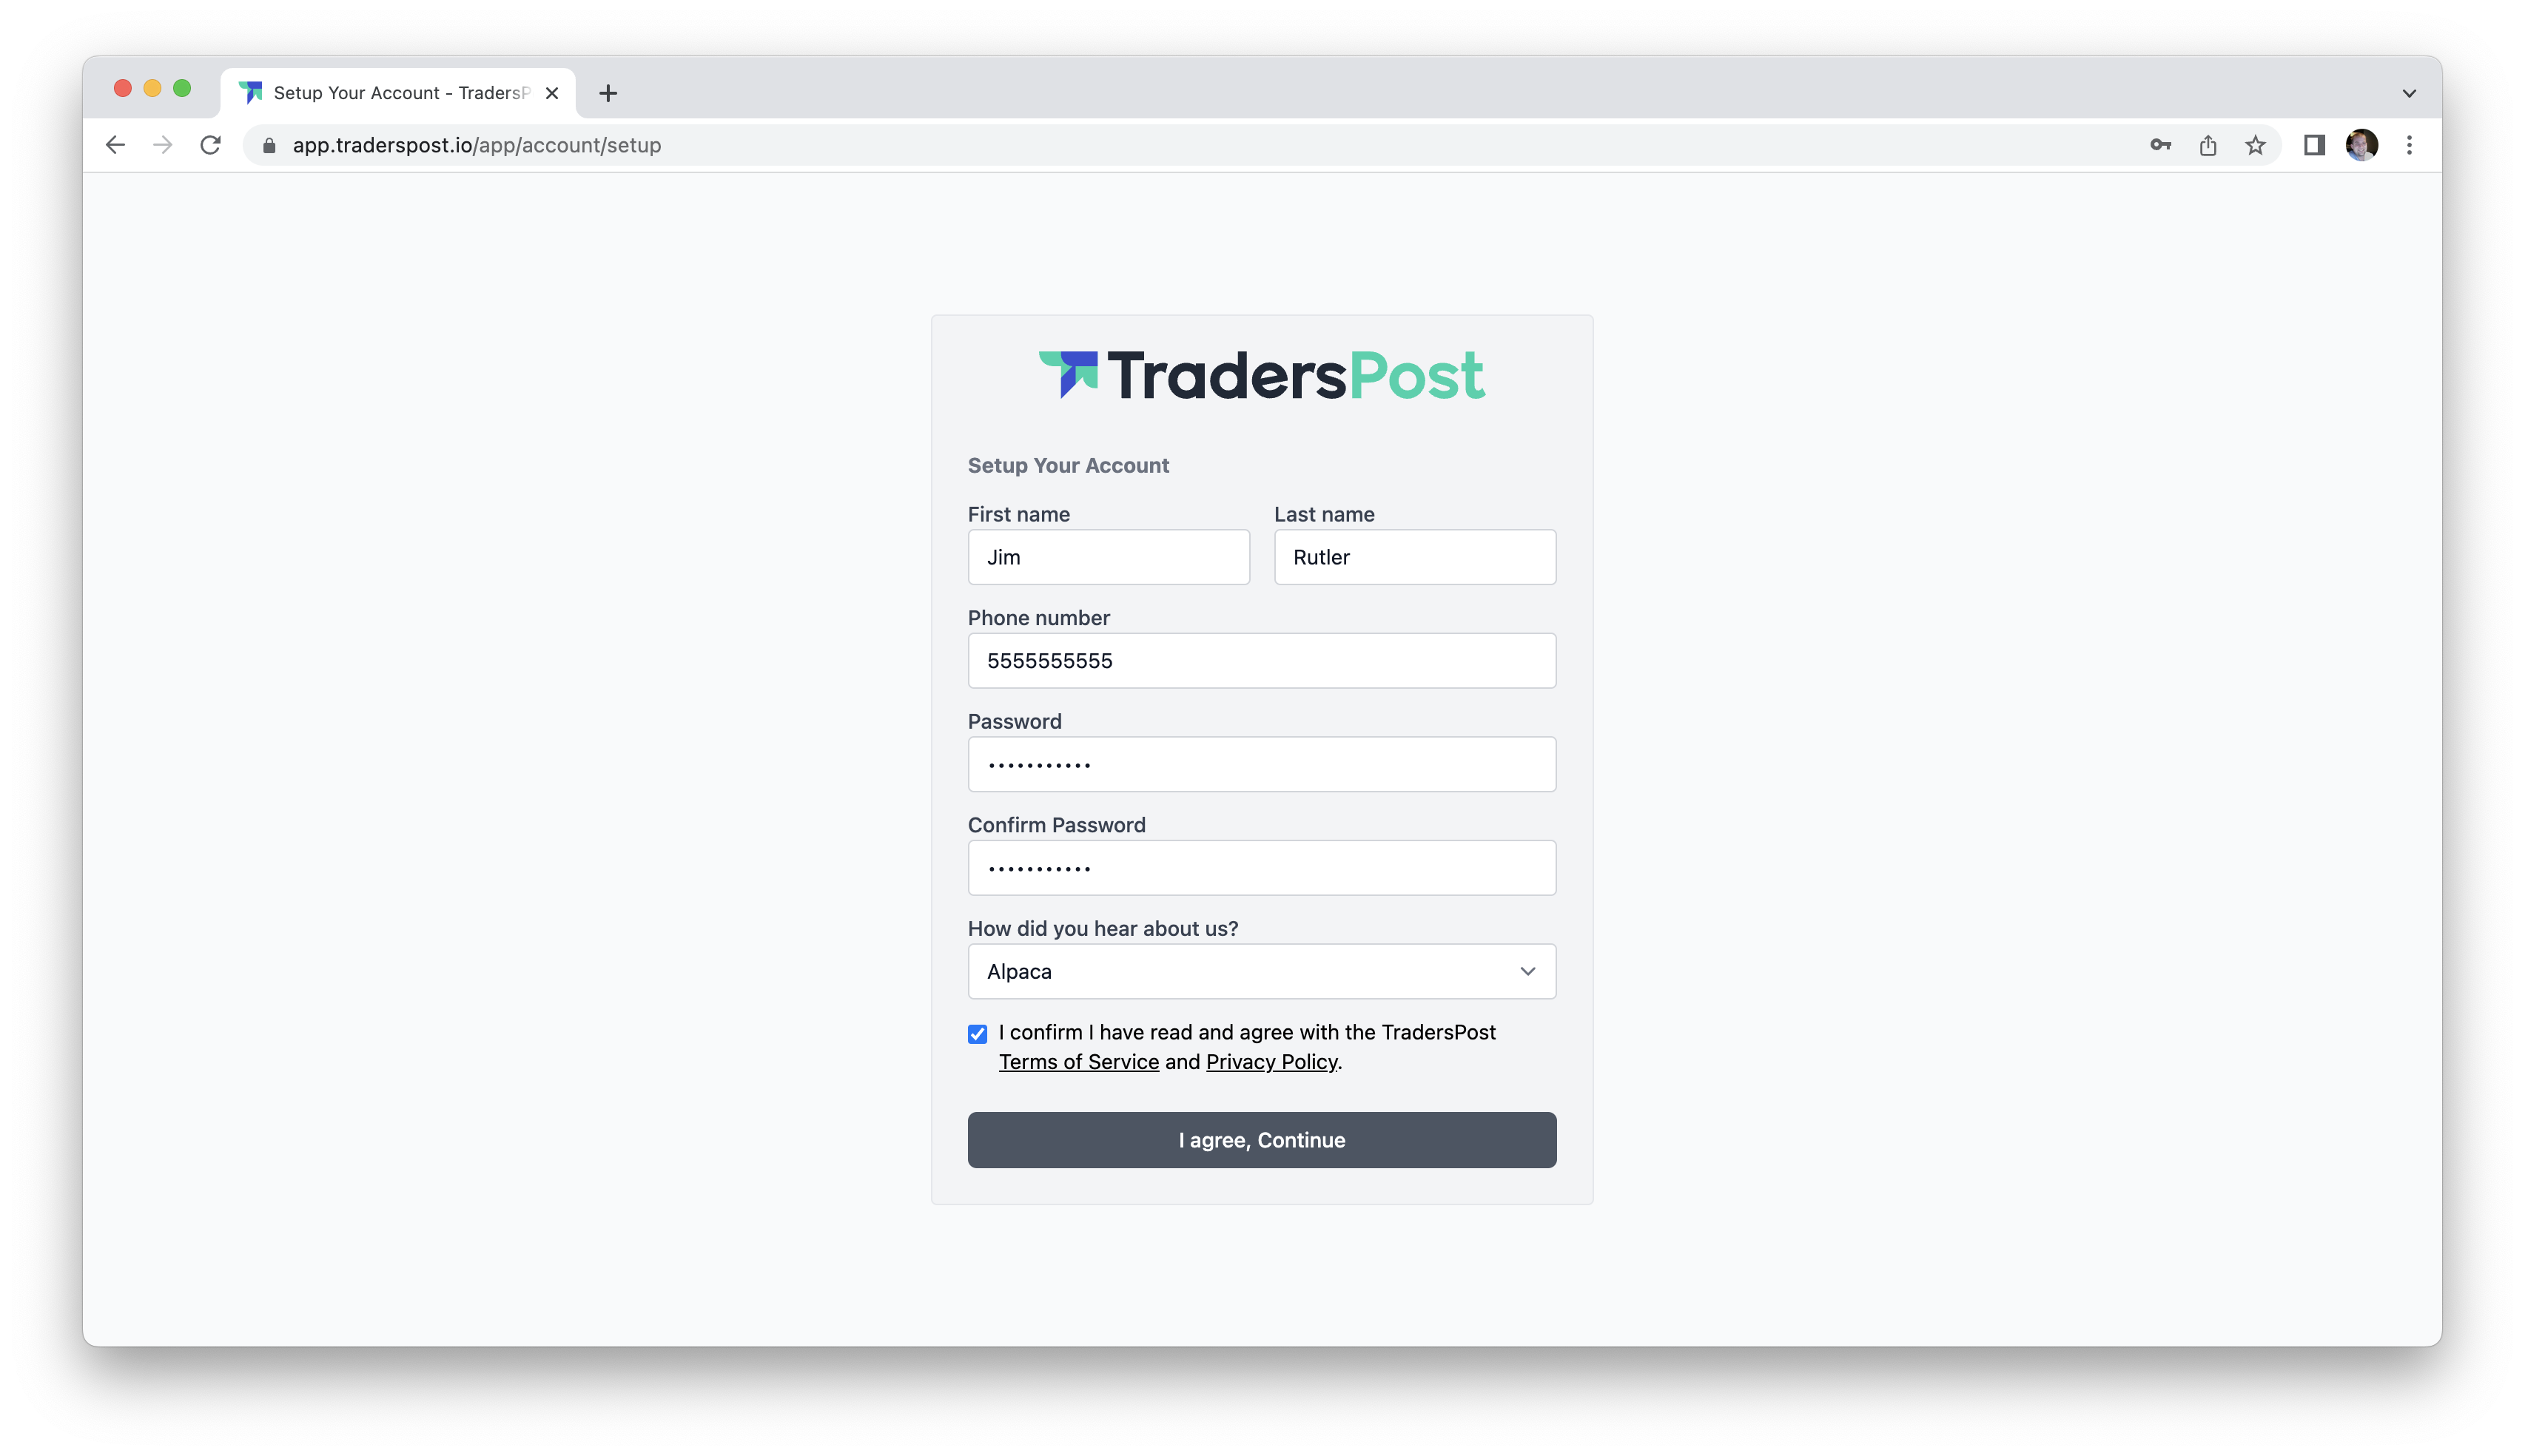 Setup Your Account - TradersP
app.traderspost.io/app/account/setup
TradersPost
Setup Your Account
First name
Last name
Jim
Rutler
Phone number
5555555555
Password
•••••••••••
Confirm Password
•••••••••••
How did you hear about us?
Alpaca
I confirm I have read and agree with the TradersPost
Terms of Service and Privacy Policy.
I agree, Continue